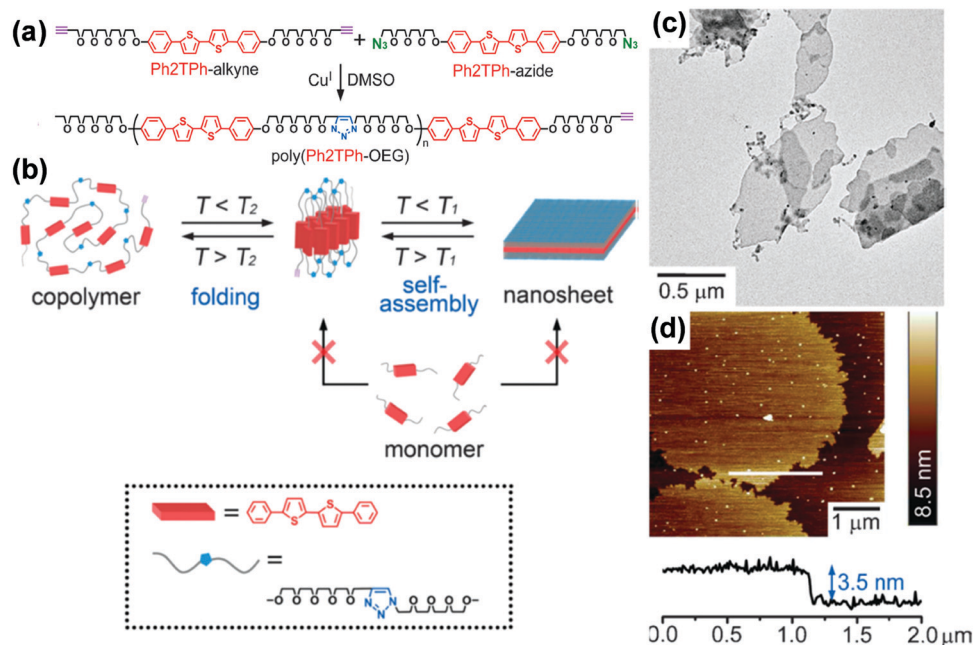 (a)
N₃
N₃
+
Ph2TPh-alkyne
Ph2TPh-azide
Cuᴵ DMSO
n
poly(Ph2TPh-OEG)
(b)
T < T₂
T > T₂
T < T₁
T > T₁
copolymer
folding
self-
assembly
nanosheet
monomer
=
=
(c)
0.5 μm
(d)
8.5 nm
1 μm
3.5 nm
0.0 0.5 1.0 1.5 2.0 μm